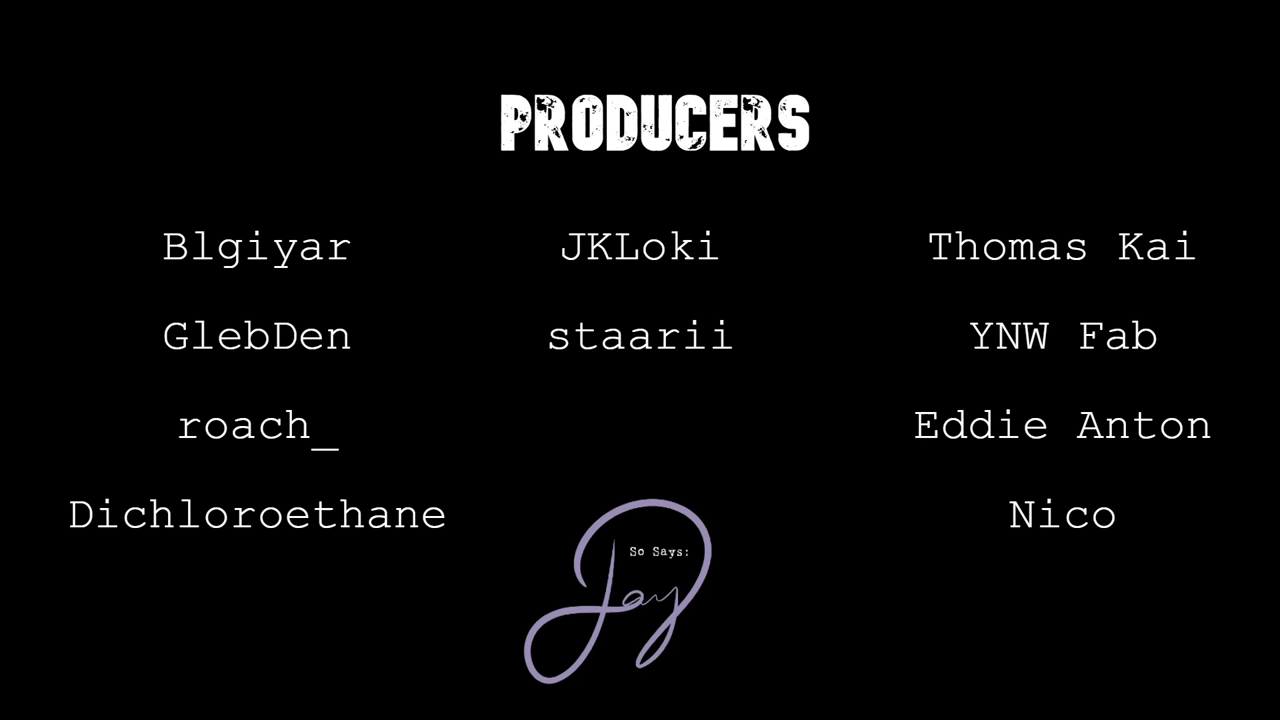 PRODUCERS
Blgiyar
JKLoki
Thomas Kai
GlebDen
staarii
YNW Fab
roach_
Eddie Anton
Dichloroethane
Nico
So Says:
Jay